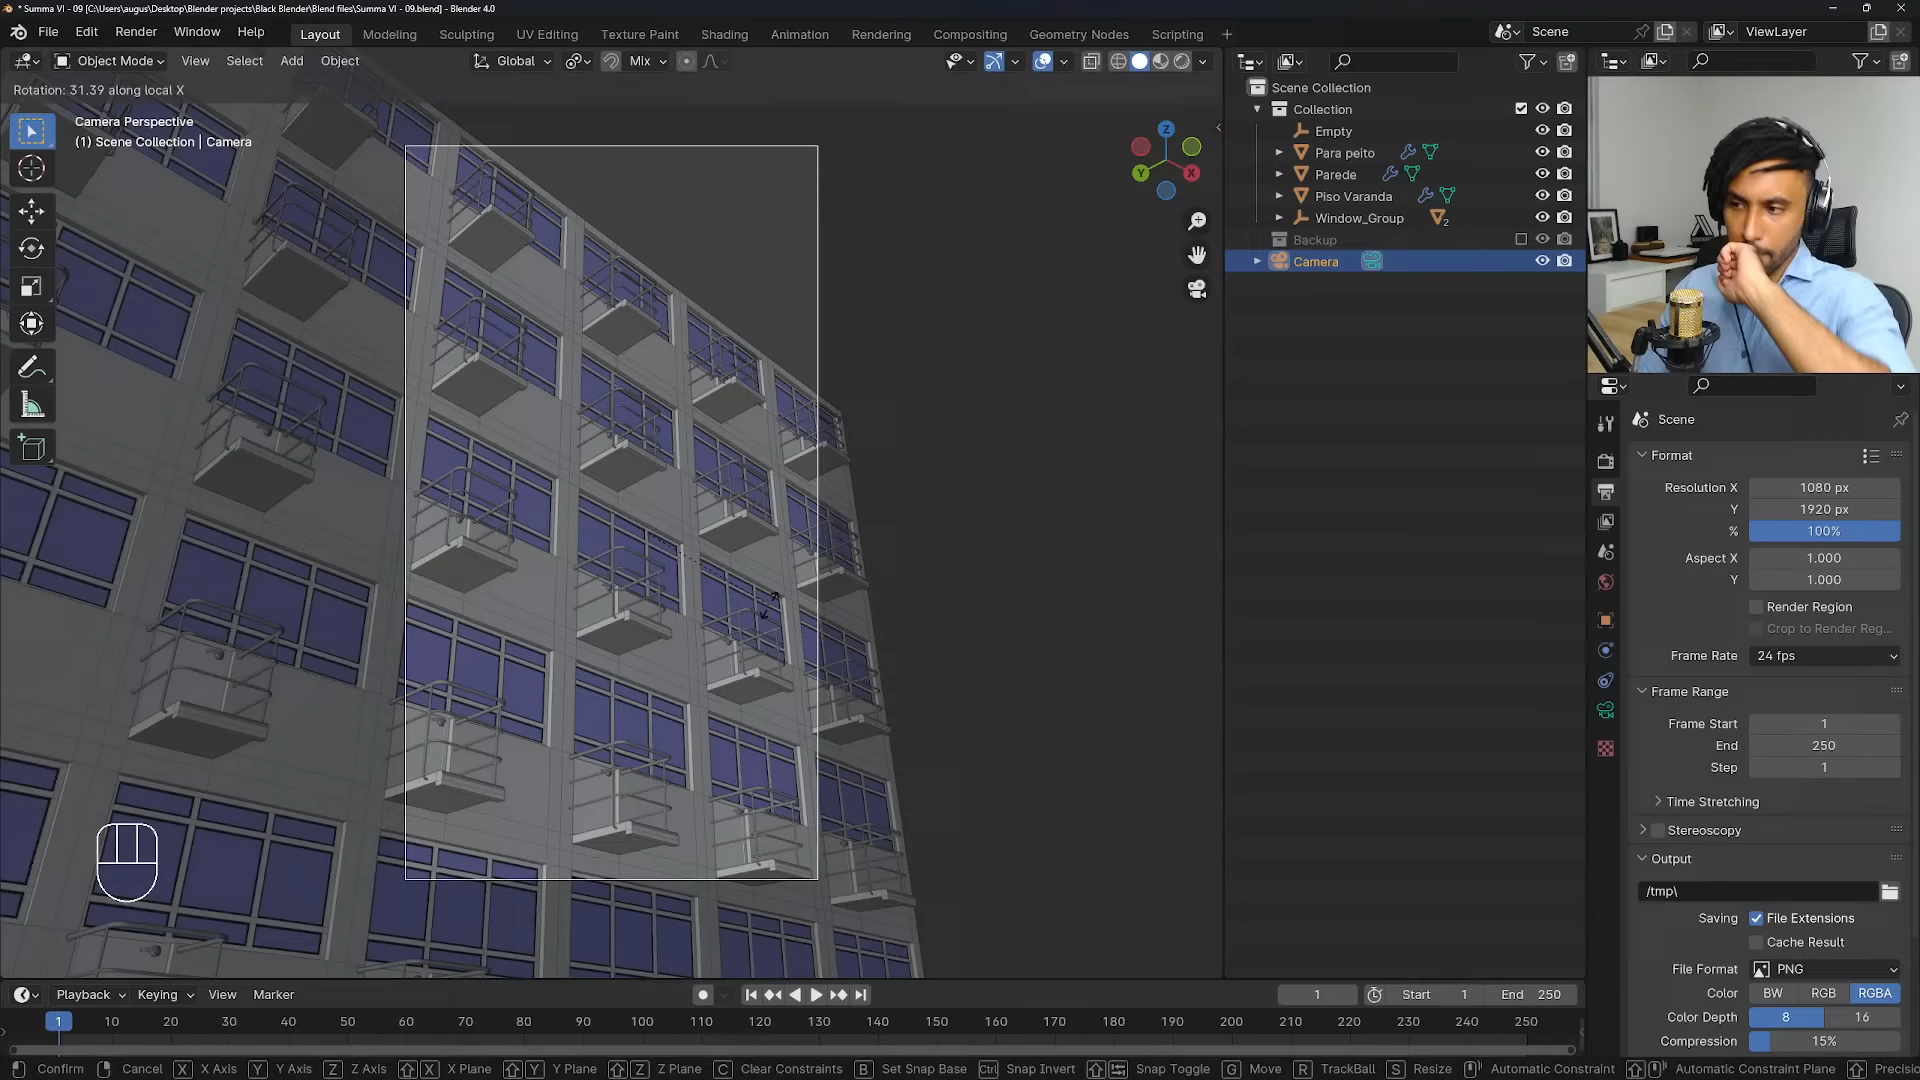 * Summa VI - 09 [C:\Users\augus\Desktop\Blender projects\Black Blender\Blend files\Summa VI - 09.blend] - Blender 4.0
File Edit Render Window Help
Layout Modeling Sculpting UV Editing Texture Paint Shading Animation Rendering Compositing Geometry Nodes Scripting +
Scene
ViewLayer
Object Mode View Select Add Object
Global
Mix
Rotation: 31.39 along local X
Camera Perspective
(1) Scene Collection | Camera
Z
Y
X
Scene Collection
Collection
Empty
Para peito
Parede
Piso Varanda
Window_Group
2
Backup
Camera
Scene
Format
Resolution X 1080 px
Y 1920 px
% 100%
Aspect X 1.000
Y 1.000
Render Region
Crop to Render Reg...
Frame Rate 24 fps
Frame Range
Frame Start 1
End 250
Step 1
Time Stretching
Stereoscopy
Output
/tmp\
Saving File Extensions
Cache Result
File Format PNG
Color BW RGB RGBA
Color Depth 8 16
Compression 15%
Playback Keying View Marker
1 Start 1 End 250
1 10 20 30 40 50 60 70 80 90 100 110 120 130 140 150 160 170 180 190 200 210 220 230 240 250
Confirm Cancel X X Axis Y Y Axis Z Z Axis X X Plane Y Y Plane Z Z Plane C Clear Constraints B Set Snap Base Ctrl Snap Invert Snap Toggle G Move R TrackBall S Resize Automatic Constraint Automatic Constraint Plane Precisio